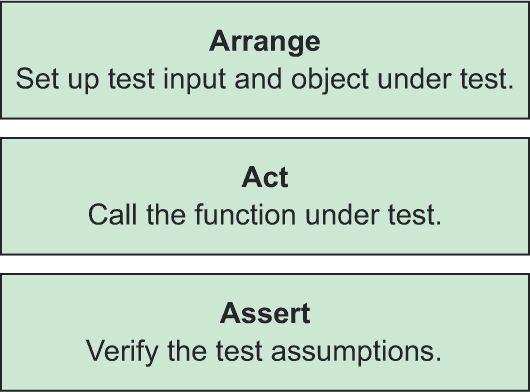 Arrange
Set up test input and object under test.
Act
Call the function under test.
Assert
Verify the test assumptions.